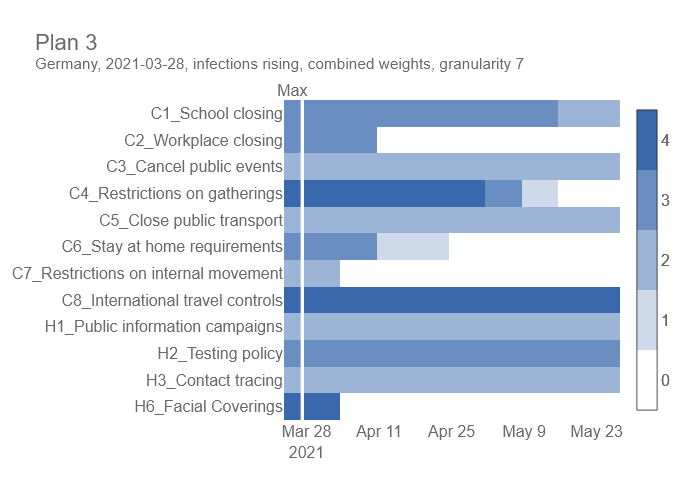 Plan 3
Germany, 2021-03-28, infections rising, combined weights, granularity 7
Max
C1_School closing
C2_Workplace closing
C3_Cancel public events
C4_Restrictions on gatherings
C5_Close public transport
C6_Stay at home requirements
C7_Restrictions on internal movement
C8_International travel controls
H1_Public information campaigns
H2_Testing policy
H3_Contact tracing
H6_Facial Coverings
Mar 28 Apr 11 Apr 25 May 9 May 23
2021
4
3
2
1
0